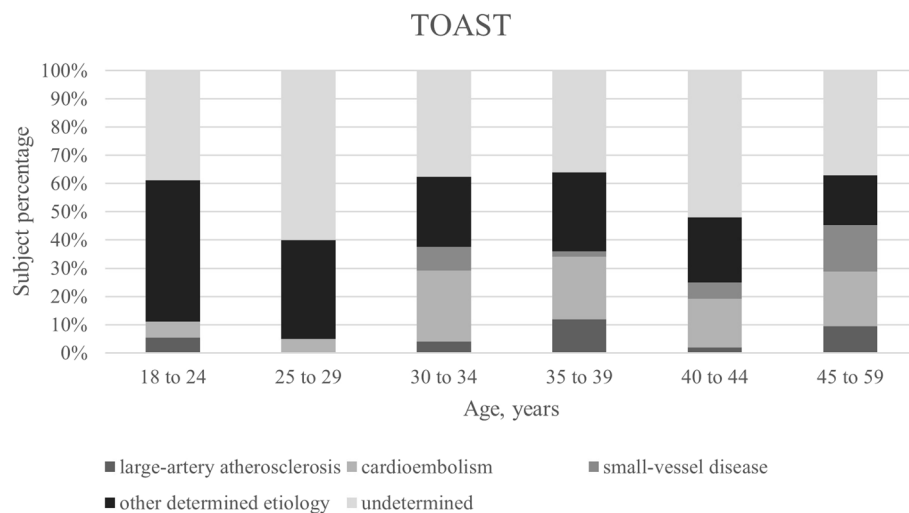 TOAST
100%
90%
80%
70%
60%
50%
40%
30%
20%
10%
0%
Subject percentage
18 to 24 25 to 29 30 to 34 35 to 39 40 to 44 45 to 59
Age, years
large-artery atherosclerosis cardioembolism small-vessel disease
other determined etiology undetermined